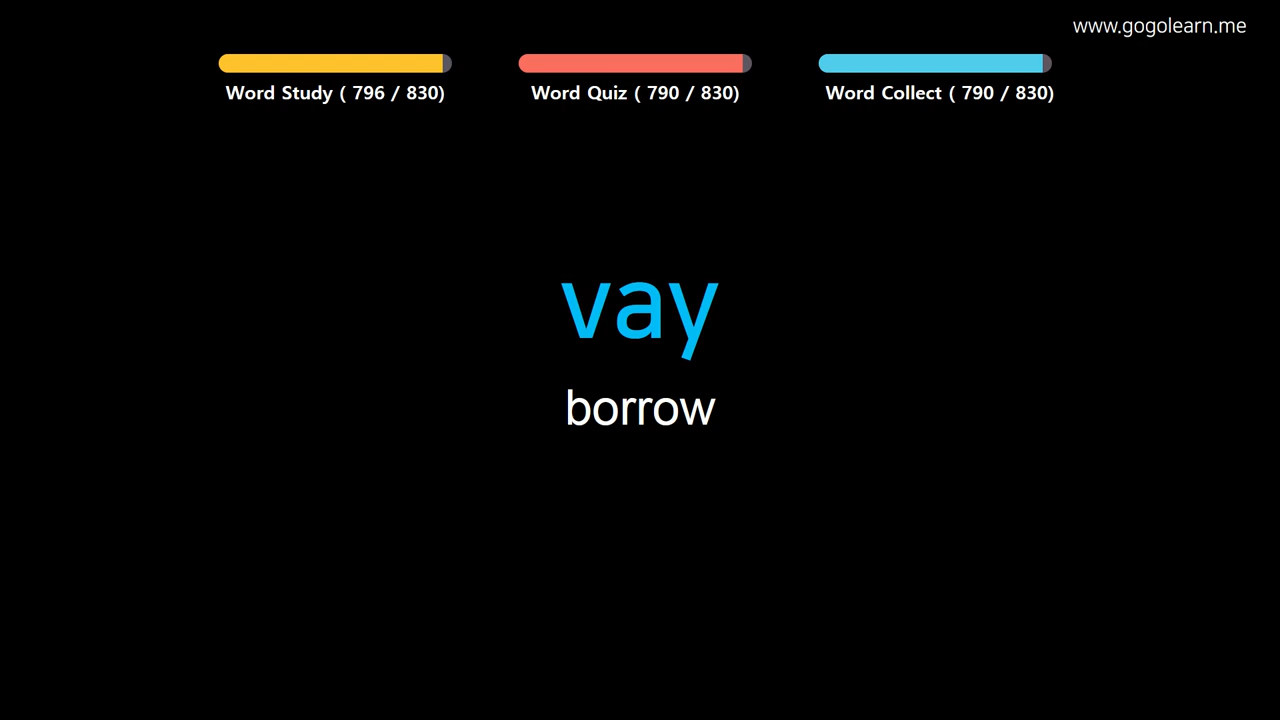 www.gogolearn.me
Word Study ( 796 / 830)
Word Quiz ( 790 / 830)
Word Collect ( 790 / 830)
vay
borrow